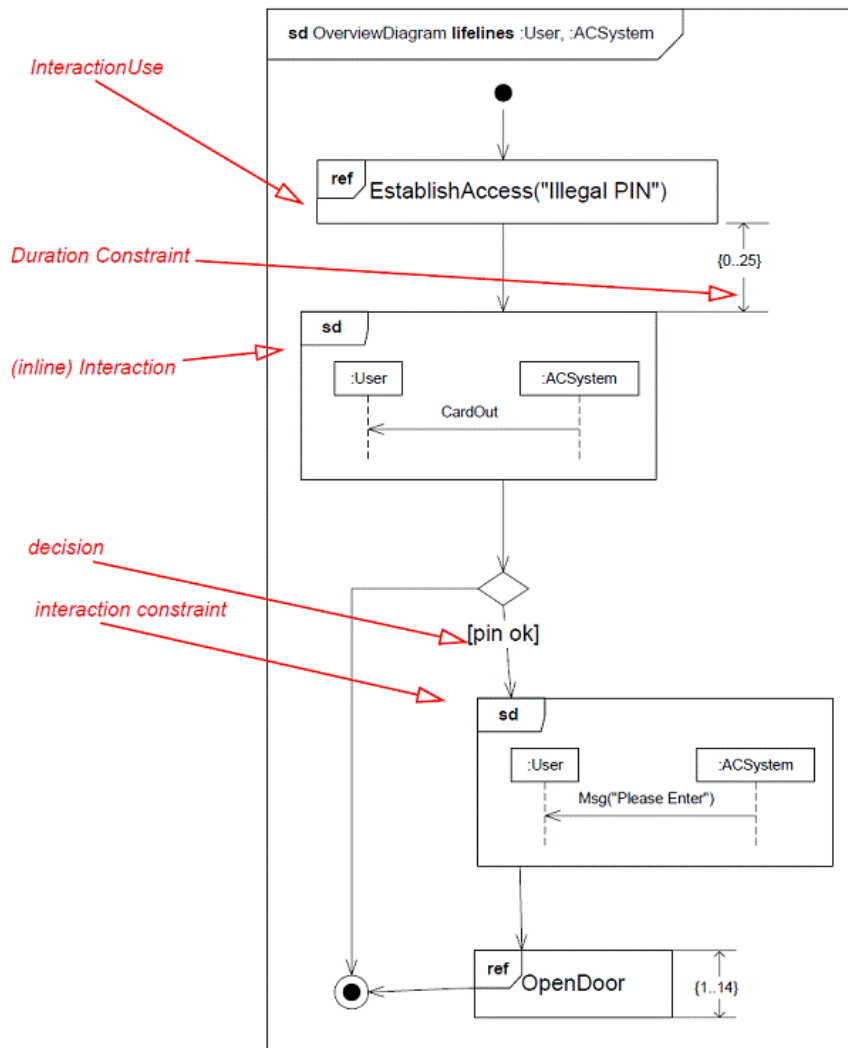 sd OverviewDiagram lifelines :User, :ACSystem
InteractionUse
ref
EstablishAccess("Illegal PIN")
Duration Constraint
{0..25}
sd
(inline) Interaction
:User
:ACSystem
CardOut
decision
interaction constraint
[pin ok]
sd
:User
:ACSystem
Msg("Please Enter")
ref
OpenDoor
{1..14}